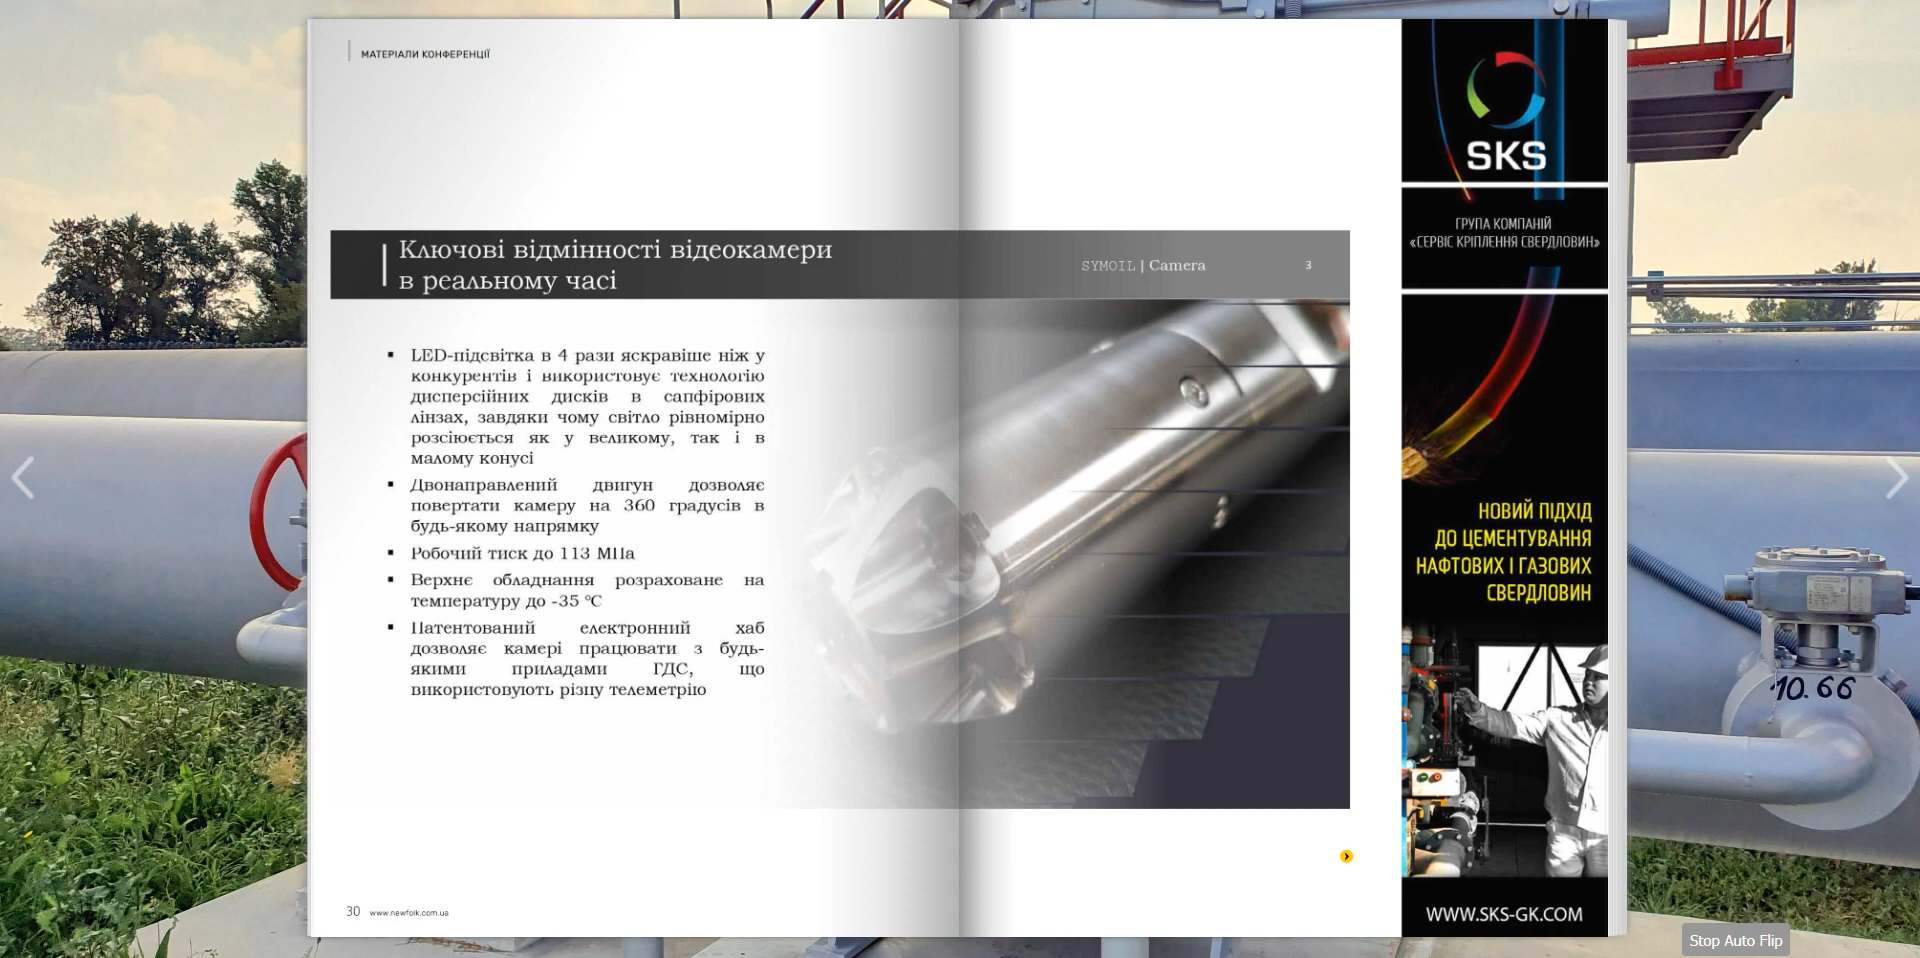 МАТЕРІАЛИ КОНФЕРЕНЦІЇ
Ключові відмінності відеокамери
в реальному часі
SYMOIL | Camera
3
▪ LED-підсвітка в 4 рази яскравіше ніж у
конкурентів і використовує технологію
дисперсійних дисків в сапфірових
лінзах, завдяки чому світло рівномірно
розсіюється як у великому, так і в
малому конусі
▪ Двонаправлений двигун дозволяє
повертати камеру на 360 градусів в
будь-якому напрямку
▪ Робочий тиск до 113 МПа
▪ Верхнє обладнання розраховане на
температуру до -35 °С
▪ Патентований електронний хаб
дозволяє камері працювати з будь-
якими приладами ГДС, що
використовують різну телеметрію
30 www.newfolk.com.ua
SKS
ГРУПА КОМПАНІЙ
«СЕРВІС КРІПЛЕННЯ СВЕРДЛОВИН»
НОВИЙ ПІДХІД
ДО ЦЕМЕНТУВАННЯ
НАФТОВИХ І ГАЗОВИХ
СВЕРДЛОВИН
WWW.SKS-GK.COM
10.66
Stop Auto Flip